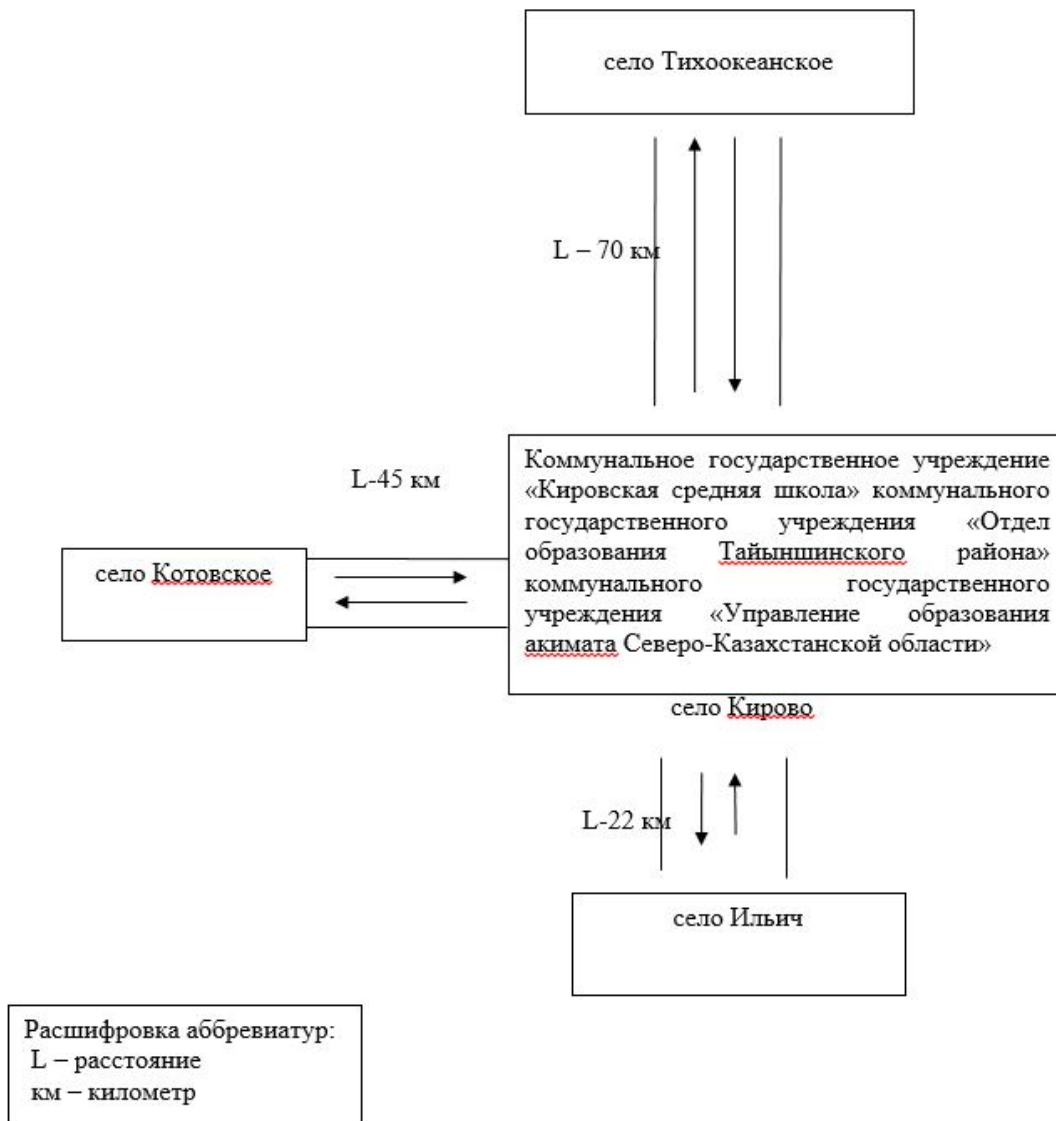 село Тихоокеанское
L – 70 км
L-45 км
Коммунальное государственное учреждение
«Кировская средняя школа» коммунального
государственного учреждения «Отдел
образования Тайыншинского района»
коммунального государственного
учреждения «Управление образования
акимата Северо-Казахстанской области»
село Котовское
село Кирово
L-22 км
село Ильич
Расшифровка аббревиатур:
L – расстояние
км – километр